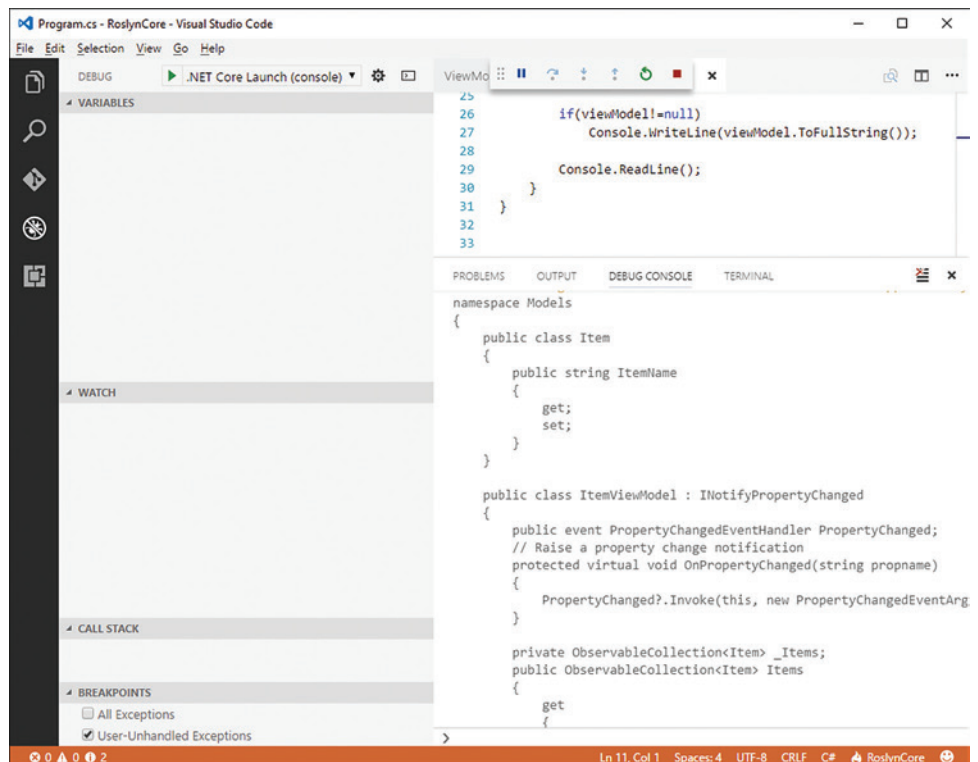 Program.cs - RoslynCore - Visual Studio Code
File Edit Selection View Go Help
DEBUG .NET Core Launch (console)
VARIABLES
WATCH
CALL STACK
BREAKPOINTS
All Exceptions
User-Unhandled Exceptions
ViewMo
25
26 if(viewModel!=null)
27 Console.WriteLine(viewModel.ToFullString());
28
29 Console.ReadLine();
30 }
31 }
32
33
PROBLEMS OUTPUT DEBUG CONSOLE TERMINAL
namespace Models
{
public class Item
{
public string ItemName
{
get;
set;
}
}
public class ItemViewModel : INotifyPropertyChanged
{
public event PropertyChangedEventHandler PropertyChanged;
// Raise a property change notification
protected virtual void OnPropertyChanged(string propname)
{
PropertyChanged?.Invoke(this, new PropertyChangedEventArg
}
private ObservableCollection<Item> _Items;
public ObservableCollection<Item> Items
{
get
{
>
0 0 2 Ln 11, Col 1 Spaces: 4 UTF-8 CRLF C# RoslynCore